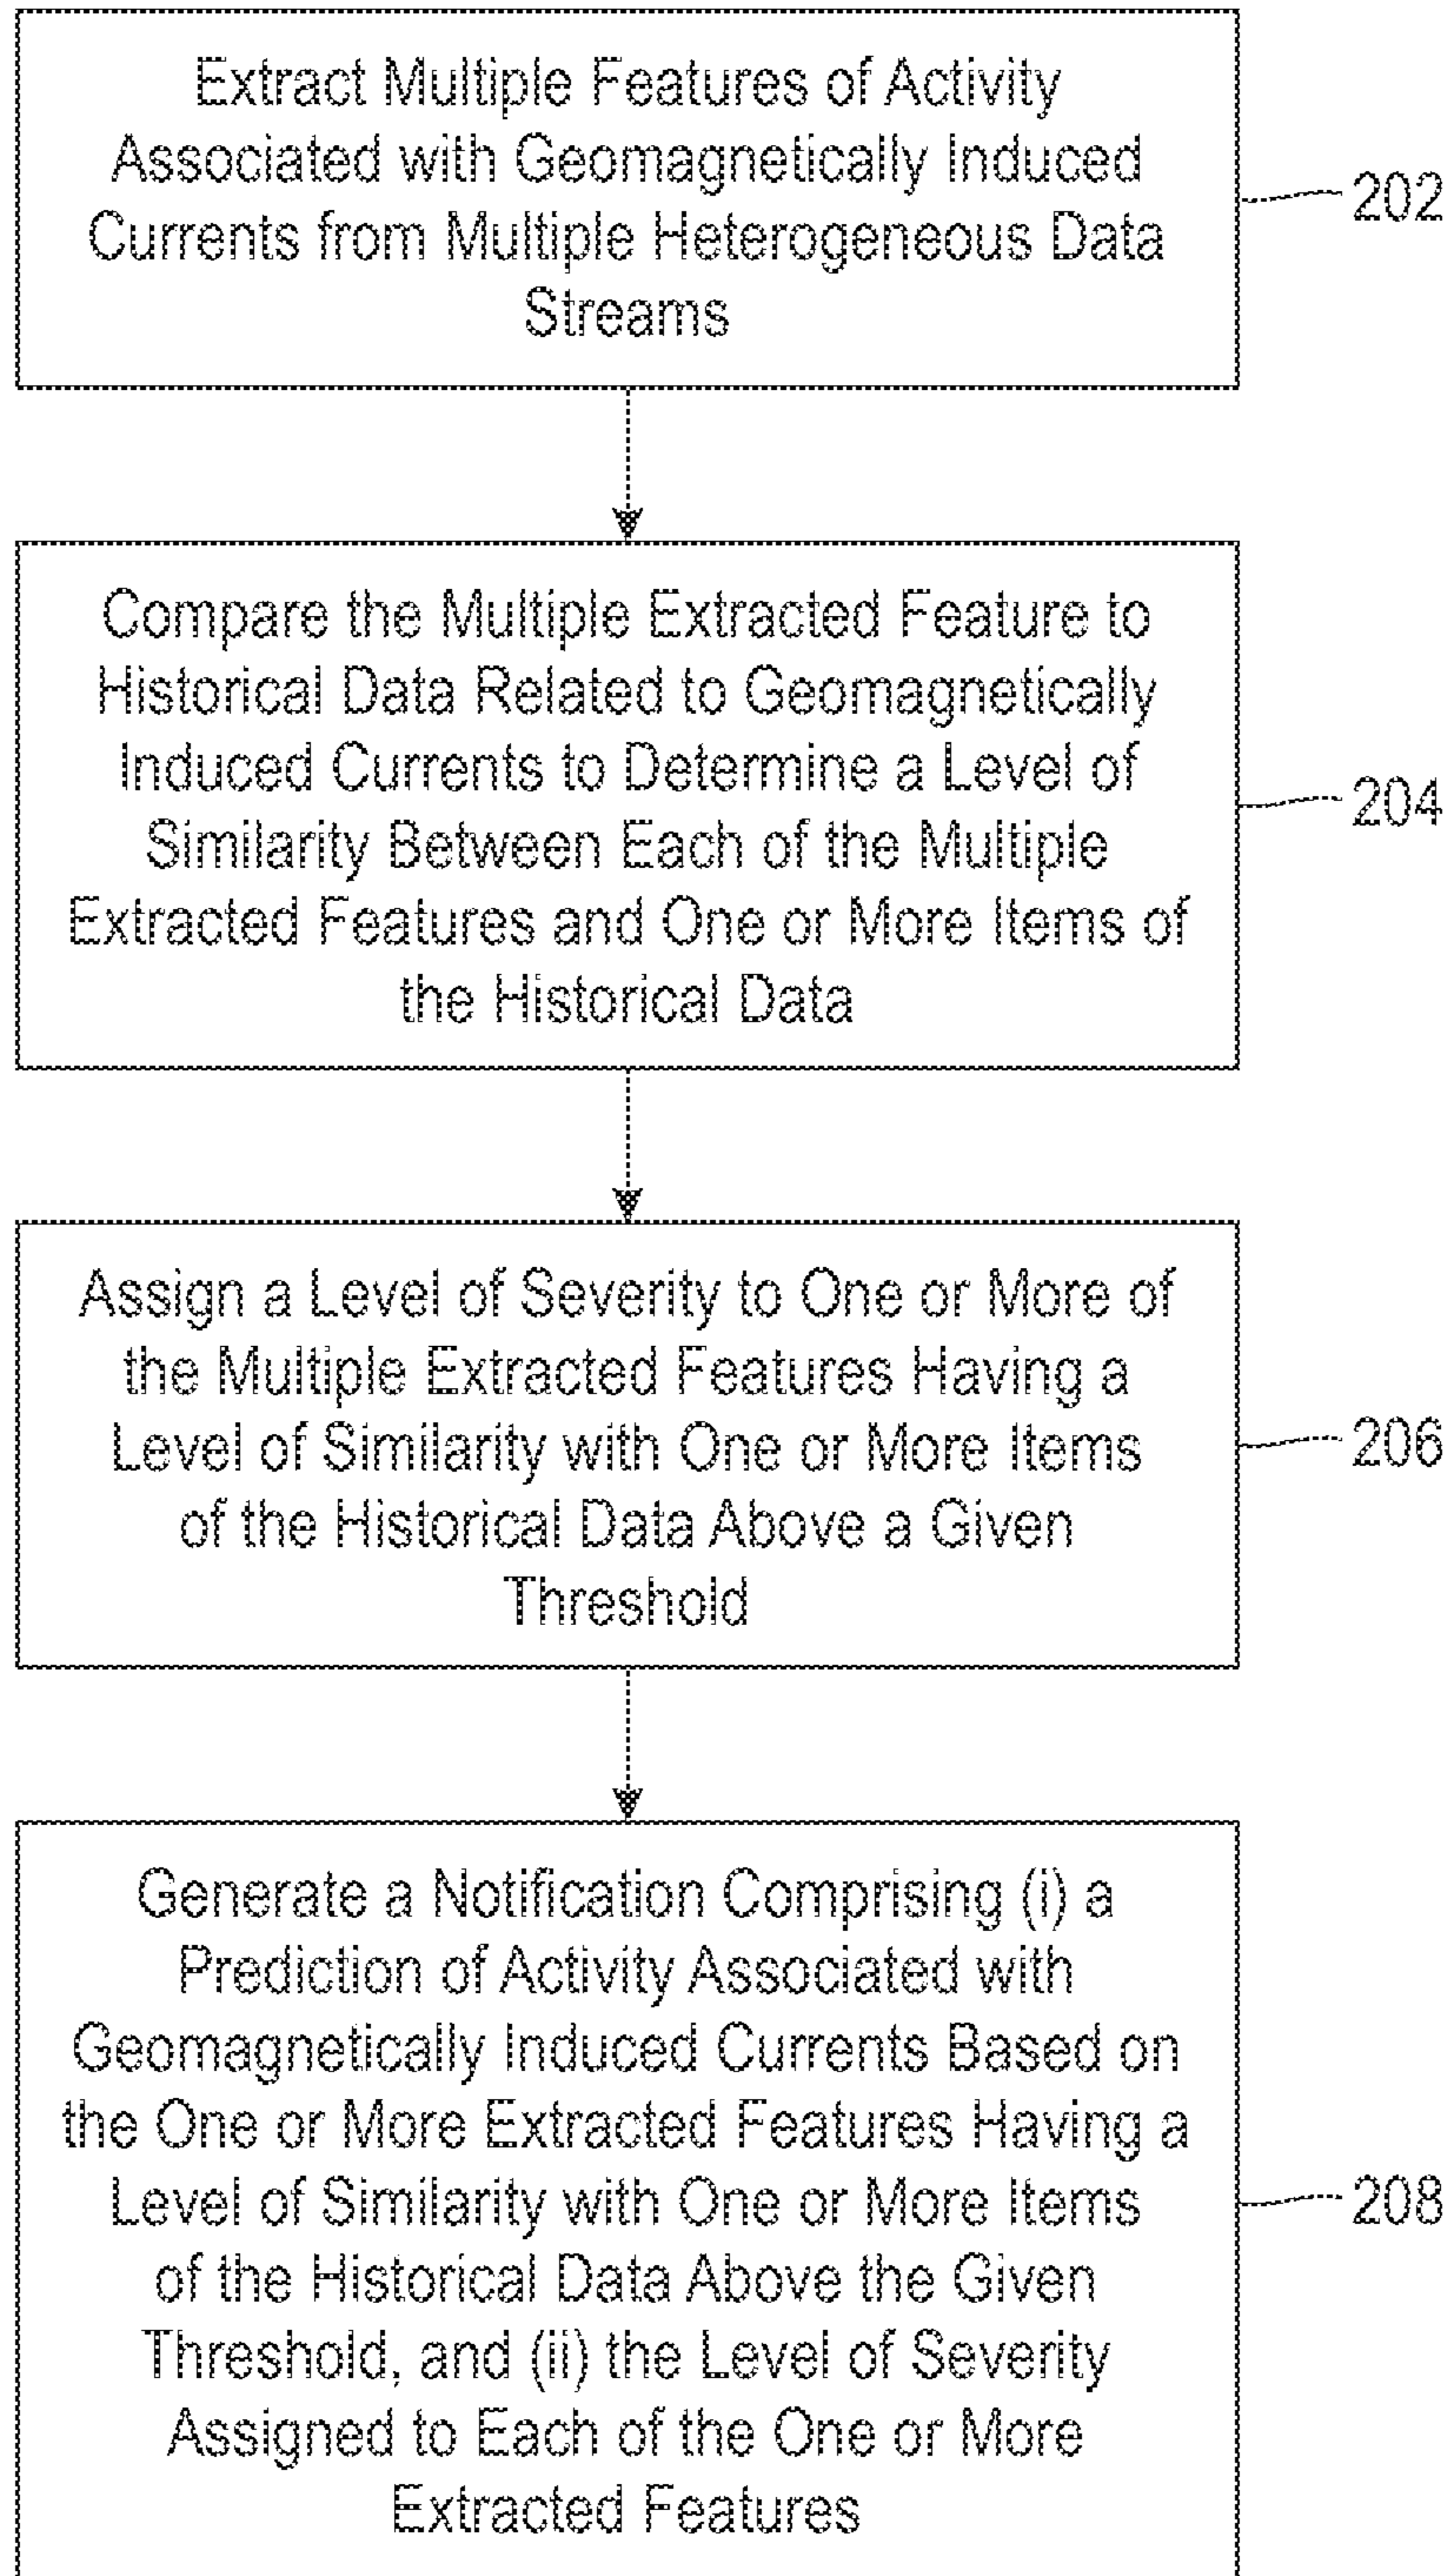 Extract Multiple Features of Activity
Associated with Geomagnetically Induced
Currents from Multiple Heterogeneous Data
Streams
202
Compare the Multiple Extracted Feature to
Historical Data Related to Geomagnetically
Induced Currents to Determine a Level of
Similarity Between Each of the Multiple
Extracted Features and One or More Items of
the Historical Data
204
Assign a Level of Severity to One or More of
the Multiple Extracted Features Having a
Level of Similarity with One or More Items
of the Historical Data Above a Given
Threshold
206
Generate a Notification Comprising (i) a
Prediction of Activity Associated with
Geomagnetically Induced Currents Based on
the One or More Extracted Features Having a
Level of Similarity with One or More Items
of the Historical Data Above the Given
Threshold, and (ii) the Level of Severity
Assigned to Each of the One or More
Extracted Features
208